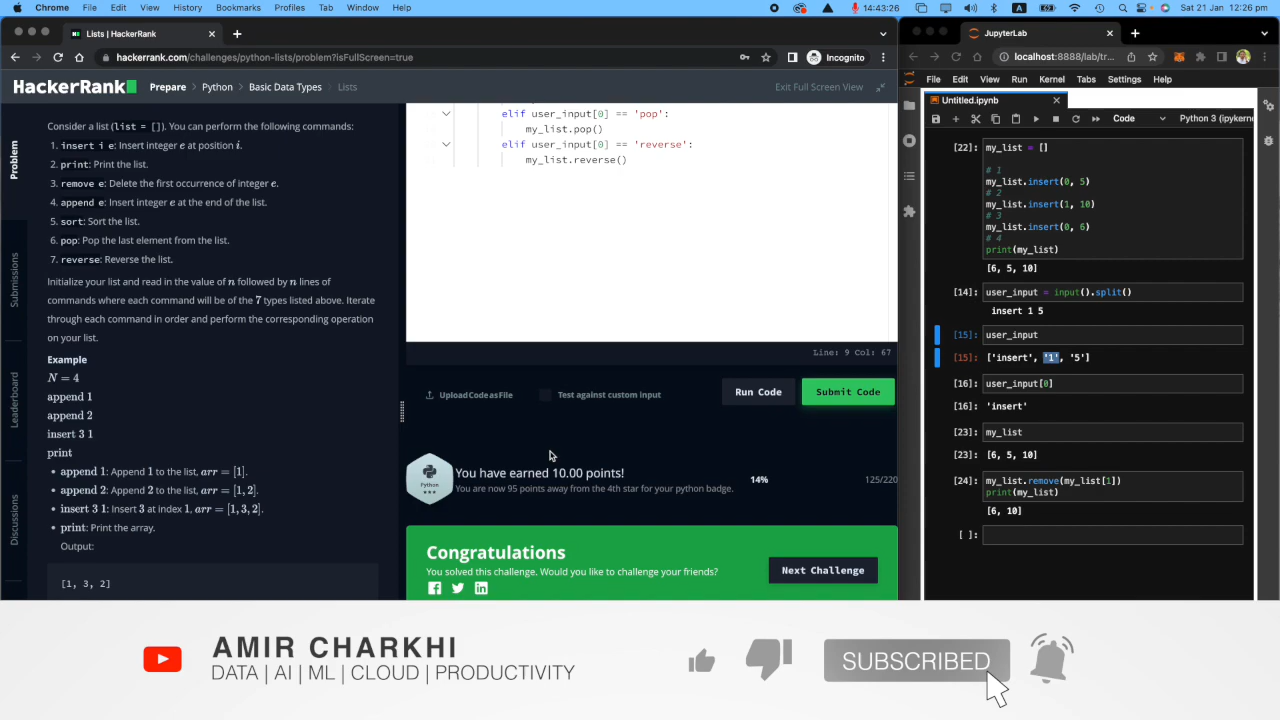 Chrome File Edit View History Bookmarks Profiles Tab Window Help
14:43:26
A
Sat 21 Jan 12:26 pm
Lists | HackerRank
hackerrank.com/challenges/python-lists/problem?isFullScreen=true
Incognito
HackerRank
Prepare > Python > Basic Data Types > Lists
Exit Full Screen View
Problem
Submissions
Leaderboard
Discussions
Consider a list (list = []). You can perform the following commands:
1. insert i e: Insert integer e at position i.
2. print: Print the list.
3. remove e: Delete the first occurrence of integer e.
4. append e: Insert integer e at the end of the list.
5. sort: Sort the list.
6. pop: Pop the last element from the list.
7. reverse: Reverse the list.
Initialize your list and read in the value of n followed by n lines of
commands where each command will be of the 7 types listed above. Iterate
through each command in order and perform the corresponding operation
on your list.
Example
N = 4
append 1
append 2
insert 3 1
print
• append 1: Append 1 to the list, arr = [1].
• append 2: Append 2 to the list, arr = [1, 2].
• insert 3 1: Insert 3 at index 1, arr = [1, 3, 2].
• print: Print the array.
Output:
[1, 3, 2]
elif user_input[0] == 'pop':
my_list.pop()
elif user_input[0] == 'reverse':
my_list.reverse()
Line: 9 Col: 67
Upload Code as File
Test against custom input
Run Code
Submit Code
Python
You have earned 10.00 points!
You are now 95 points away from the 4th star for your python badge.
14%
125/220
Congratulations
You solved this challenge. Would you like to challenge your friends?
Next Challenge
JupyterLab
localhost:8888/lab/tr...
File Edit View Run Kernel Tabs Settings Help
Untitled.ipynb
Code
Python 3 (ipykerne
[22]: my_list = []
# 1
my_list.insert(0, 5)
# 2
my_list.insert(1, 10)
# 3
my_list.insert(0, 6)
# 4
print(my_list)
[6, 5, 10]
[14]: user_input = input().split()
insert 1 5
[15]: user_input
[15]: ['insert', '1', '5']
[16]: user_input[0]
[16]: 'insert'
[23]: my_list
[23]: [6, 5, 10]
[24]: my_list.remove(my_list[1])
print(my_list)
[6, 10]
[ ]:
AMIR CHARKHI
DATA | AI | ML | CLOUD | PRODUCTIVITY
SUBSCRIBED